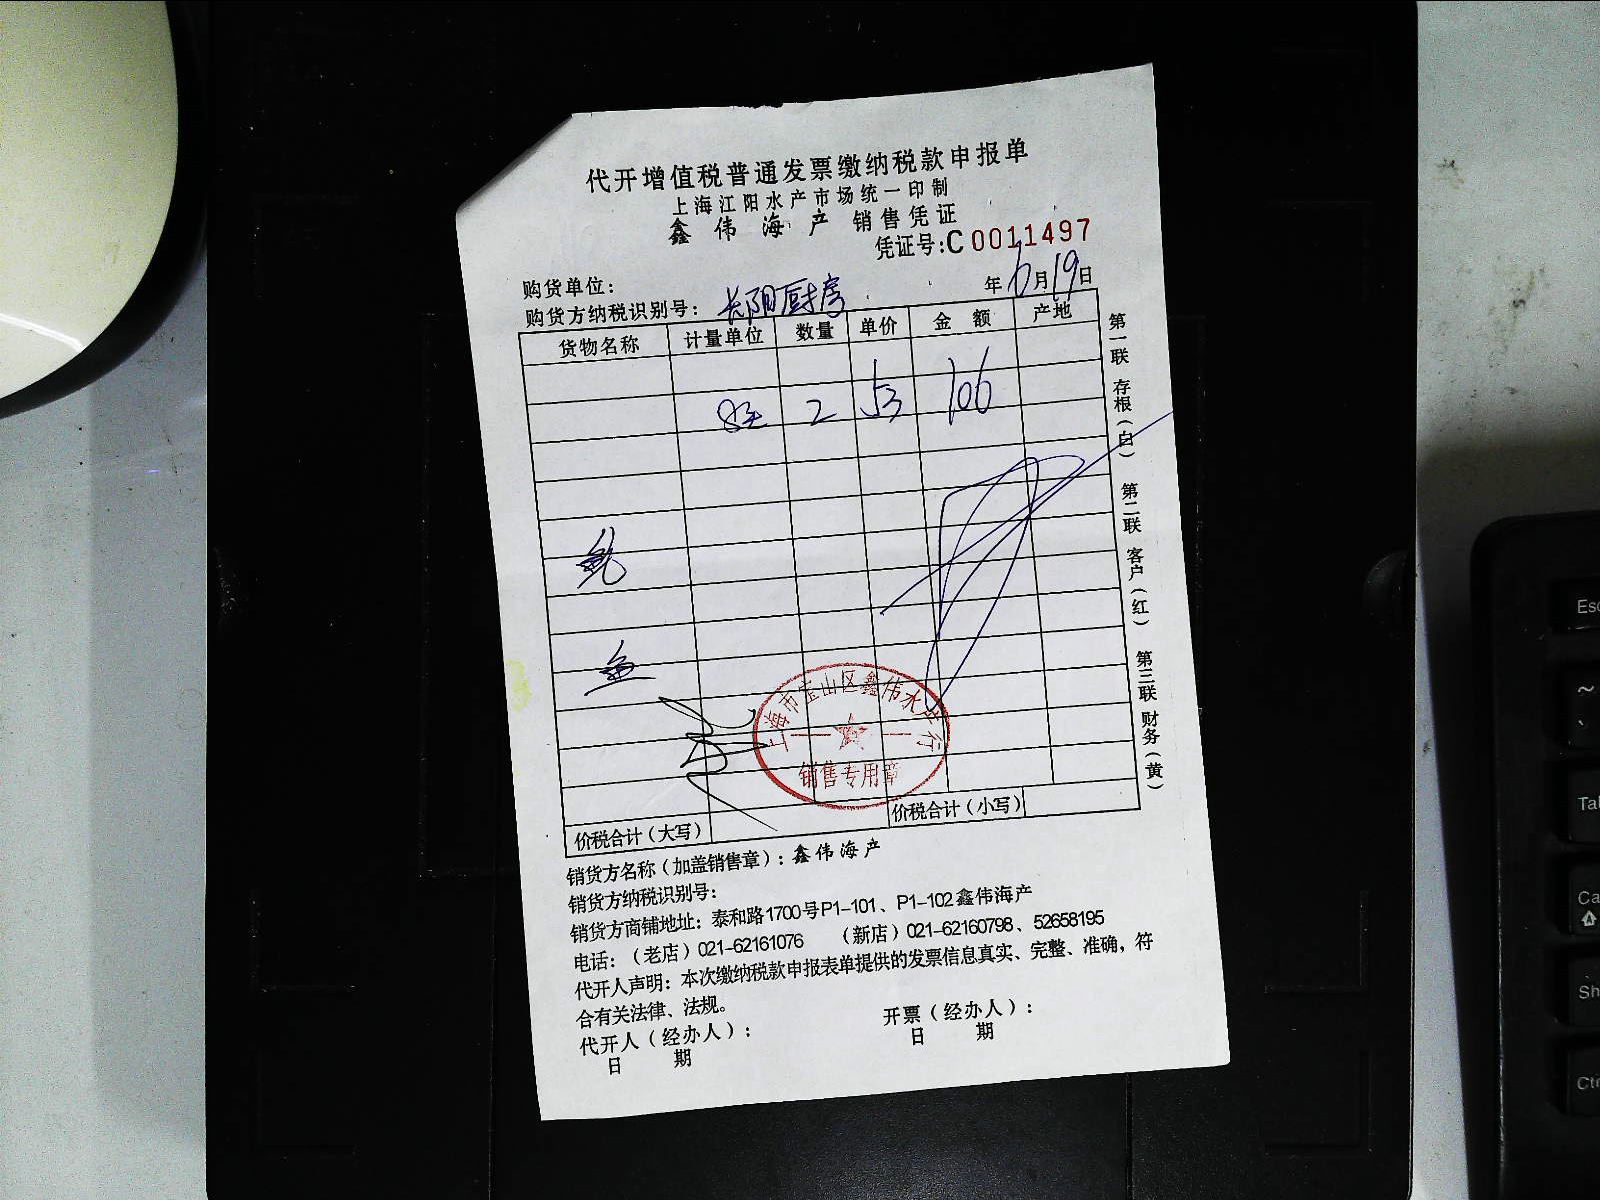 代开增值税普通发票缴纳税款申报单
上海江阳水产市场统一印制
鑫伟海产 销售凭证
凭证号:C0011497
购货单位:
年6月19日
购货方纳税识别号: 长阳厨房
货物名称 计量单位 数量 单价 金额 产地
2 53 106
鱼
价税合计(大写) 价税合计(小写)
第一联 存根(白) 第二联 客户(红) 第三联 财务(黄)
上海市宝山区鑫伟水产行
销售专用章
销货方名称(加盖销售章): 鑫伟海产
销货方纳税识别号:
销货方商铺地址: 泰和路1700号P1-101、P1-102鑫伟海产
电话:(老店)021-62161076 (新店)021-62160798、52658195
代开人声明: 本次缴纳税款申报表单提供的发票信息真实、完整、准确,符
合有关法律、法规。
代开人(经办人): 开票(经办人):
日 期 日 期
Esc
~
`
Tab
Ca
Sh
Ctr